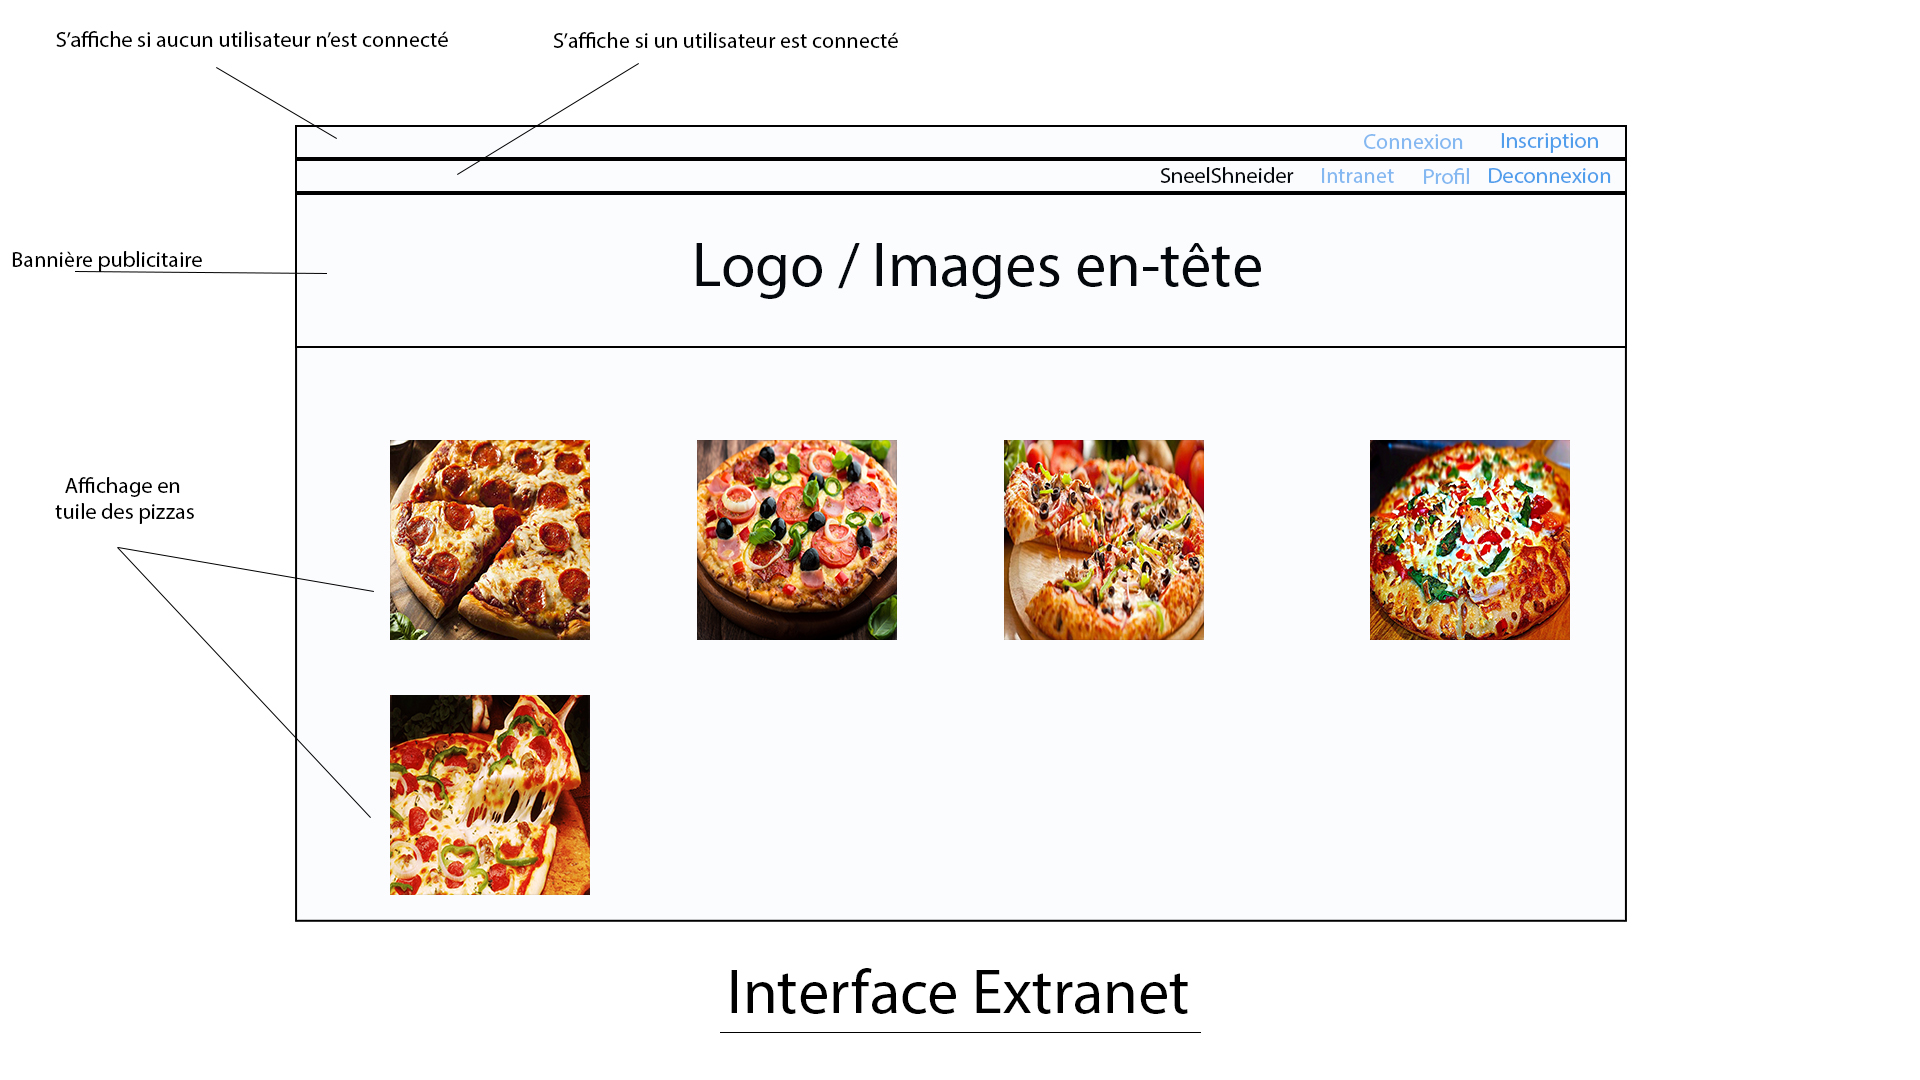 S'affiche si aucun utilisateur n'est connecté
S'affiche si un utilisateur est connecté
Connexion Inscription
SneelShneider Intranet Profil Deconnexion
Bannière publicitaire
Logo / Images en-tête
Affichage en
tuile des pizzas
Interface Extranet